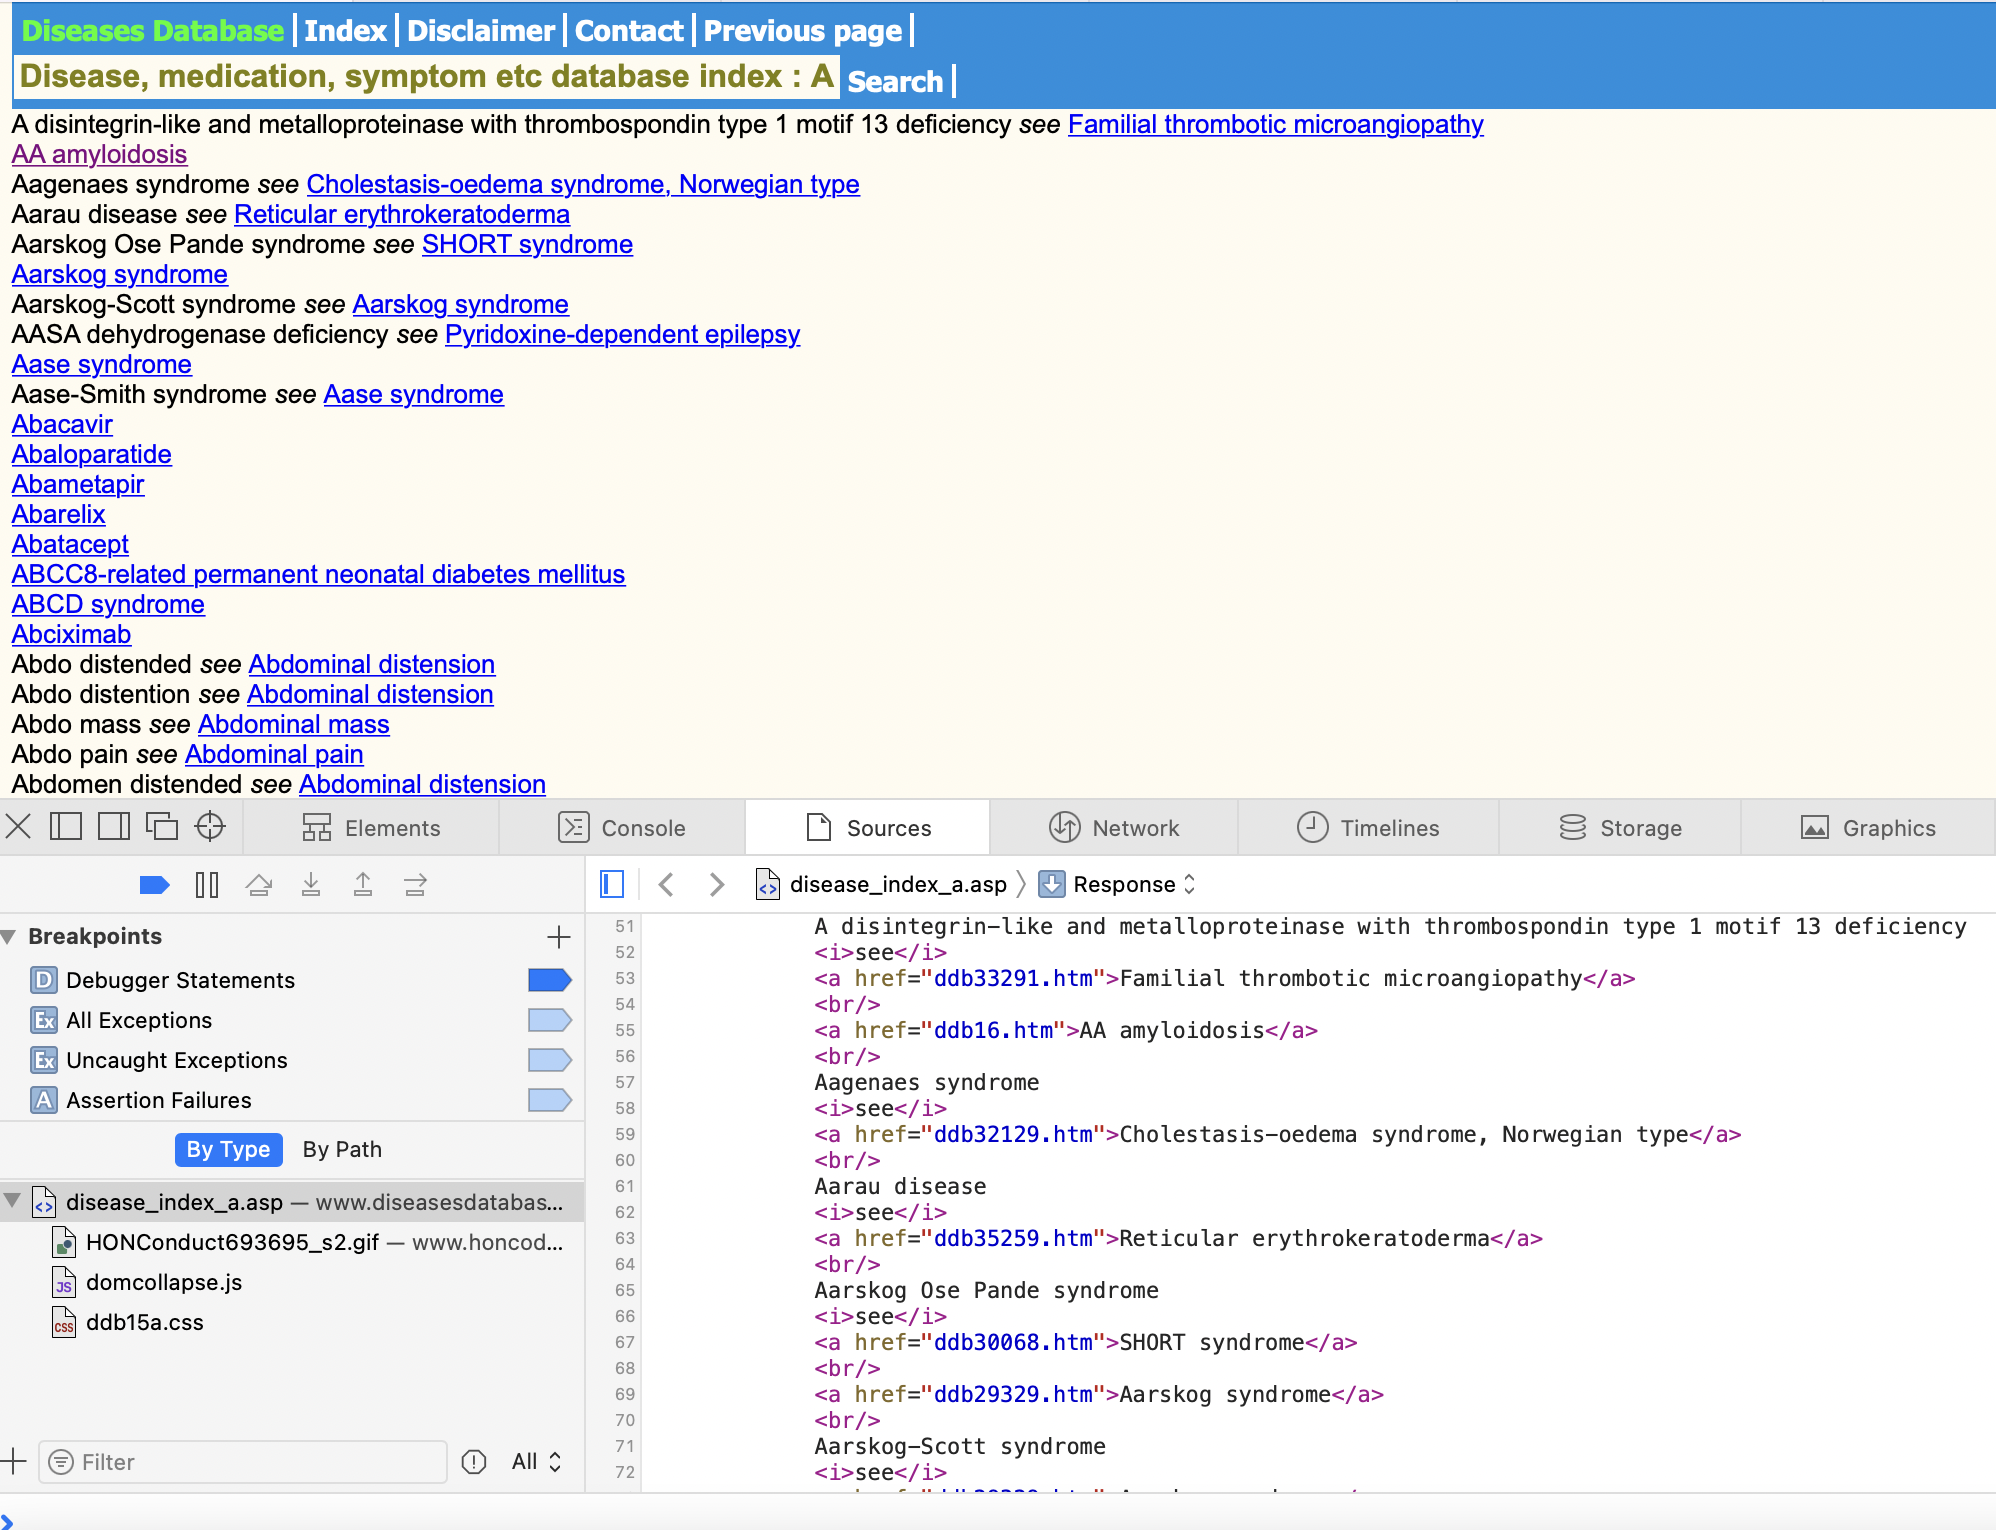 Diseases Database | Index | Disclaimer | Contact | Previous page |
Disease, medication, symptom etc database index : A Search |
A disintegrin-like and metalloproteinase with thrombospondin type 1 motif 13 deficiency see Familial thrombotic microangiopathy
AA amyloidosis
Aagenaes syndrome see Cholestasis-oedema syndrome, Norwegian type
Aarau disease see Reticular erythrokeratoderma
Aarskog Ose Pande syndrome see SHORT syndrome
Aarskog syndrome
Aarskog-Scott syndrome see Aarskog syndrome
AASA dehydrogenase deficiency see Pyridoxine-dependent epilepsy
Aase syndrome
Aase-Smith syndrome see Aase syndrome
Abacavir
Abaloparatide
Abametapir
Abarelix
Abatacept
ABCC8-related permanent neonatal diabetes mellitus
ABCD syndrome
Abciximab
Abdo distended see Abdominal distension
Abdo distention see Abdominal distension
Abdo mass see Abdominal mass
Abdo pain see Abdominal pain
Abdomen distended see Abdominal distension
Elements Console Sources Network Timelines Storage Graphics
disease_index_a.asp Response
Breakpoints
D Debugger Statements
Ex All Exceptions
Ex Uncaught Exceptions
A Assertion Failures
By Type By Path
disease_index_a.asp — www.diseasesdatabas...
HONConduct693695_s2.gif — www.honcod...
JS domcollapse.js
CSS ddb15a.css
Filter All
51 A disintegrin-like and metalloproteinase with thrombospondin type 1 motif 13 deficiency
52 <i>see</i>
53 <a href="ddb33291.htm">Familial thrombotic microangiopathy</a>
54 <br/>
55 <a href="ddb16.htm">AA amyloidosis</a>
56 <br/>
57 Aagenaes syndrome
58 <i>see</i>
59 <a href="ddb32129.htm">Cholestasis-oedema syndrome, Norwegian type</a>
60 <br/>
61 Aarau disease
62 <i>see</i>
63 <a href="ddb35259.htm">Reticular erythrokeratoderma</a>
64 <br/>
65 Aarskog Ose Pande syndrome
66 <i>see</i>
67 <a href="ddb30068.htm">SHORT syndrome</a>
68 <br/>
69 <a href="ddb29329.htm">Aarskog syndrome</a>
70 <br/>
71 Aarskog-Scott syndrome
72 <i>see</i>